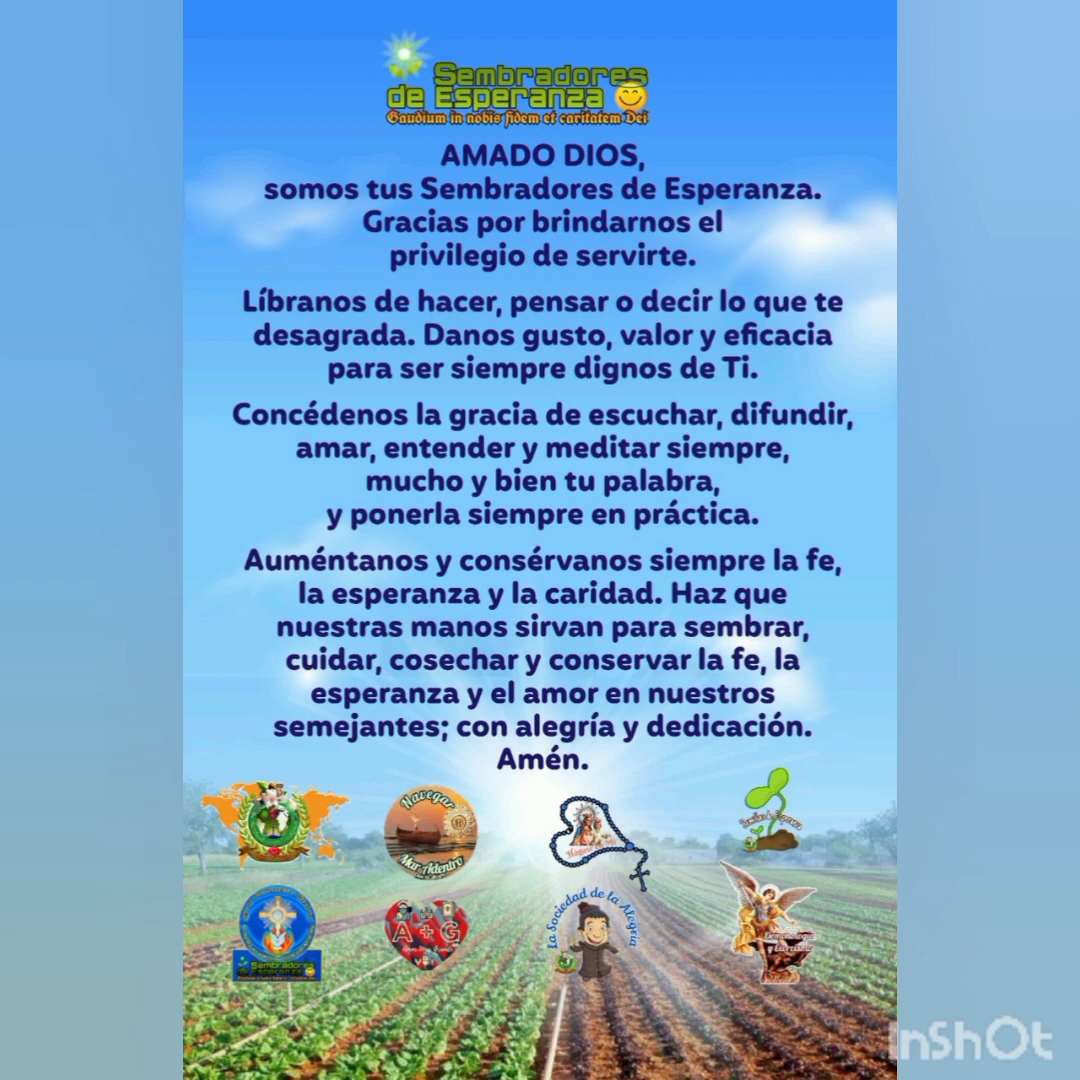 Sembradores
de Esperanza
Gaudium in nobis fidem et caritatem Dei
AMADO DIOS,
somos tus Sembradores de Esperanza.
Gracias por brindarnos el
privilegio de servirte.
Líbranos de hacer, pensar o decir lo que te
desagrada. Danos gusto, valor y eficacia
para ser siempre dignos de Ti.
Concédenos la gracia de escuchar, difundir,
amar, entender y meditar siempre,
mucho y bien tu palabra,
y ponerla siempre en práctica.
Auméntanos y consérvanos siempre la fe,
la esperanza y la caridad. Haz que
nuestras manos sirvan para sembrar,
cuidar, cosechar y conservar la fe, la
esperanza y el amor en nuestros
semejantes; con alegría y dedicación.
Amén.
Navegar
Mar Adentro
Sembradores
de Esperanza
A + G
La Sociedad de la Alegría
Demonología
y Exorcismo
InShOt